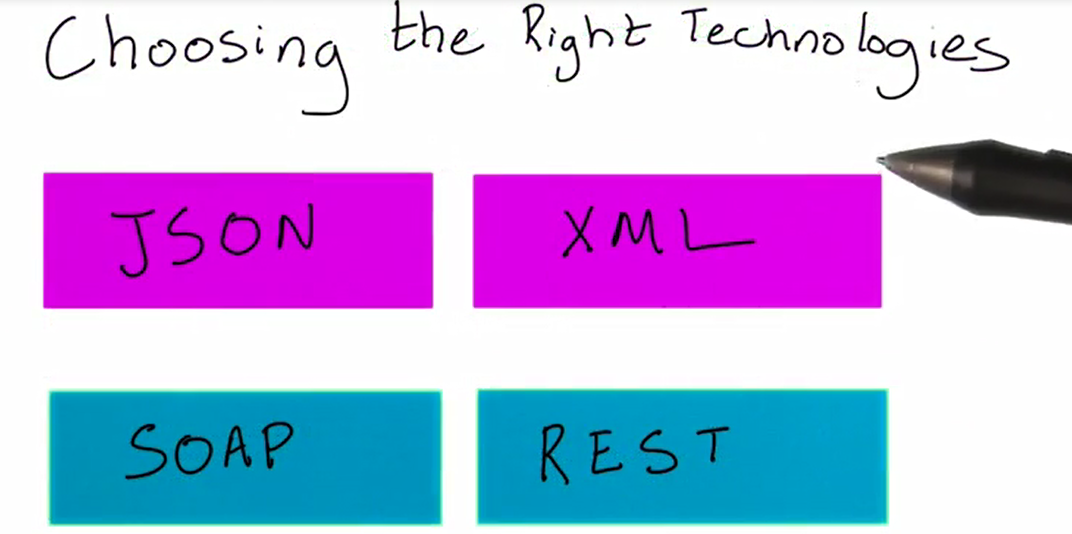 Choosing the Right Technologies
JSON XML
SOAP REST